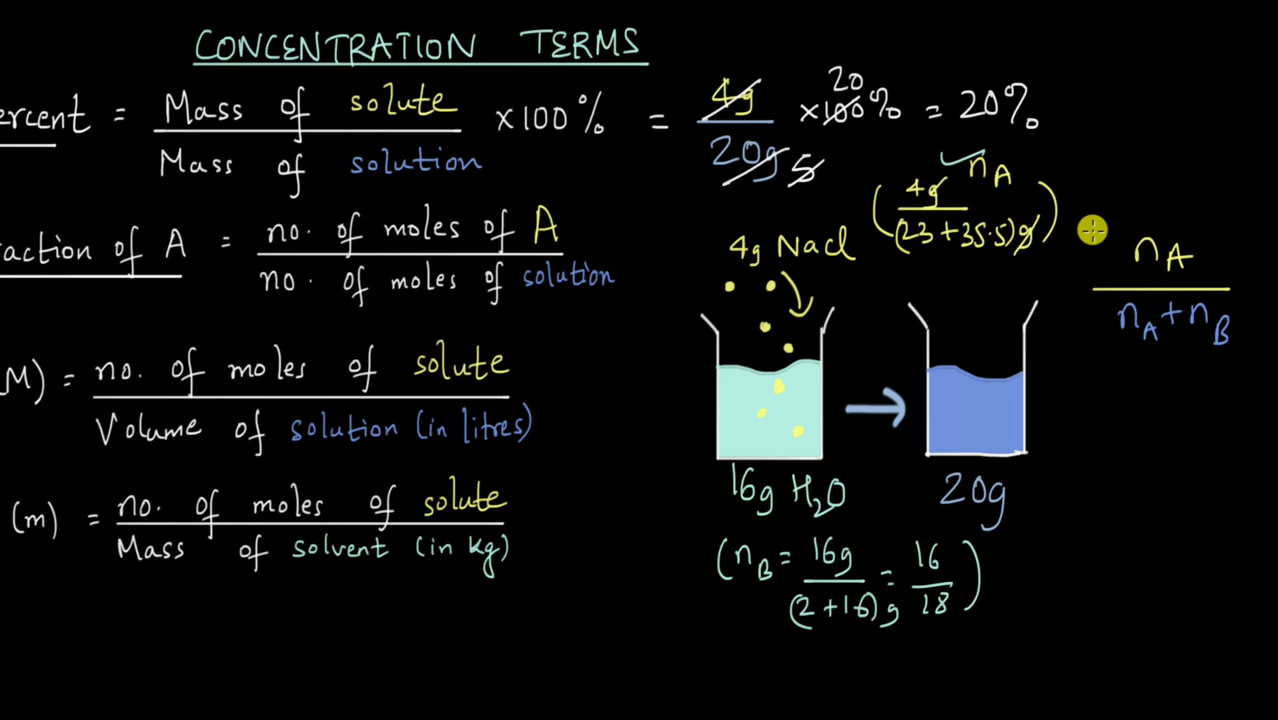 CONCENTRATION TERMS
ercent = Mass of solute / Mass of solution ×100% = 4g / 20g 5 ×100% 20 = 20%
action of A = no. of moles of A / no. of moles of solution
M) = no. of moles of solute / Volume of solution (in litres)
(m) = no. of moles of solute / Mass of solvent (in kg)
nA
(4g / (23+35.5)g)
4g Nacl
nA / nA+nB
16g H2O
20g
(nB = 16g / (2+16)g = 16 / 18)